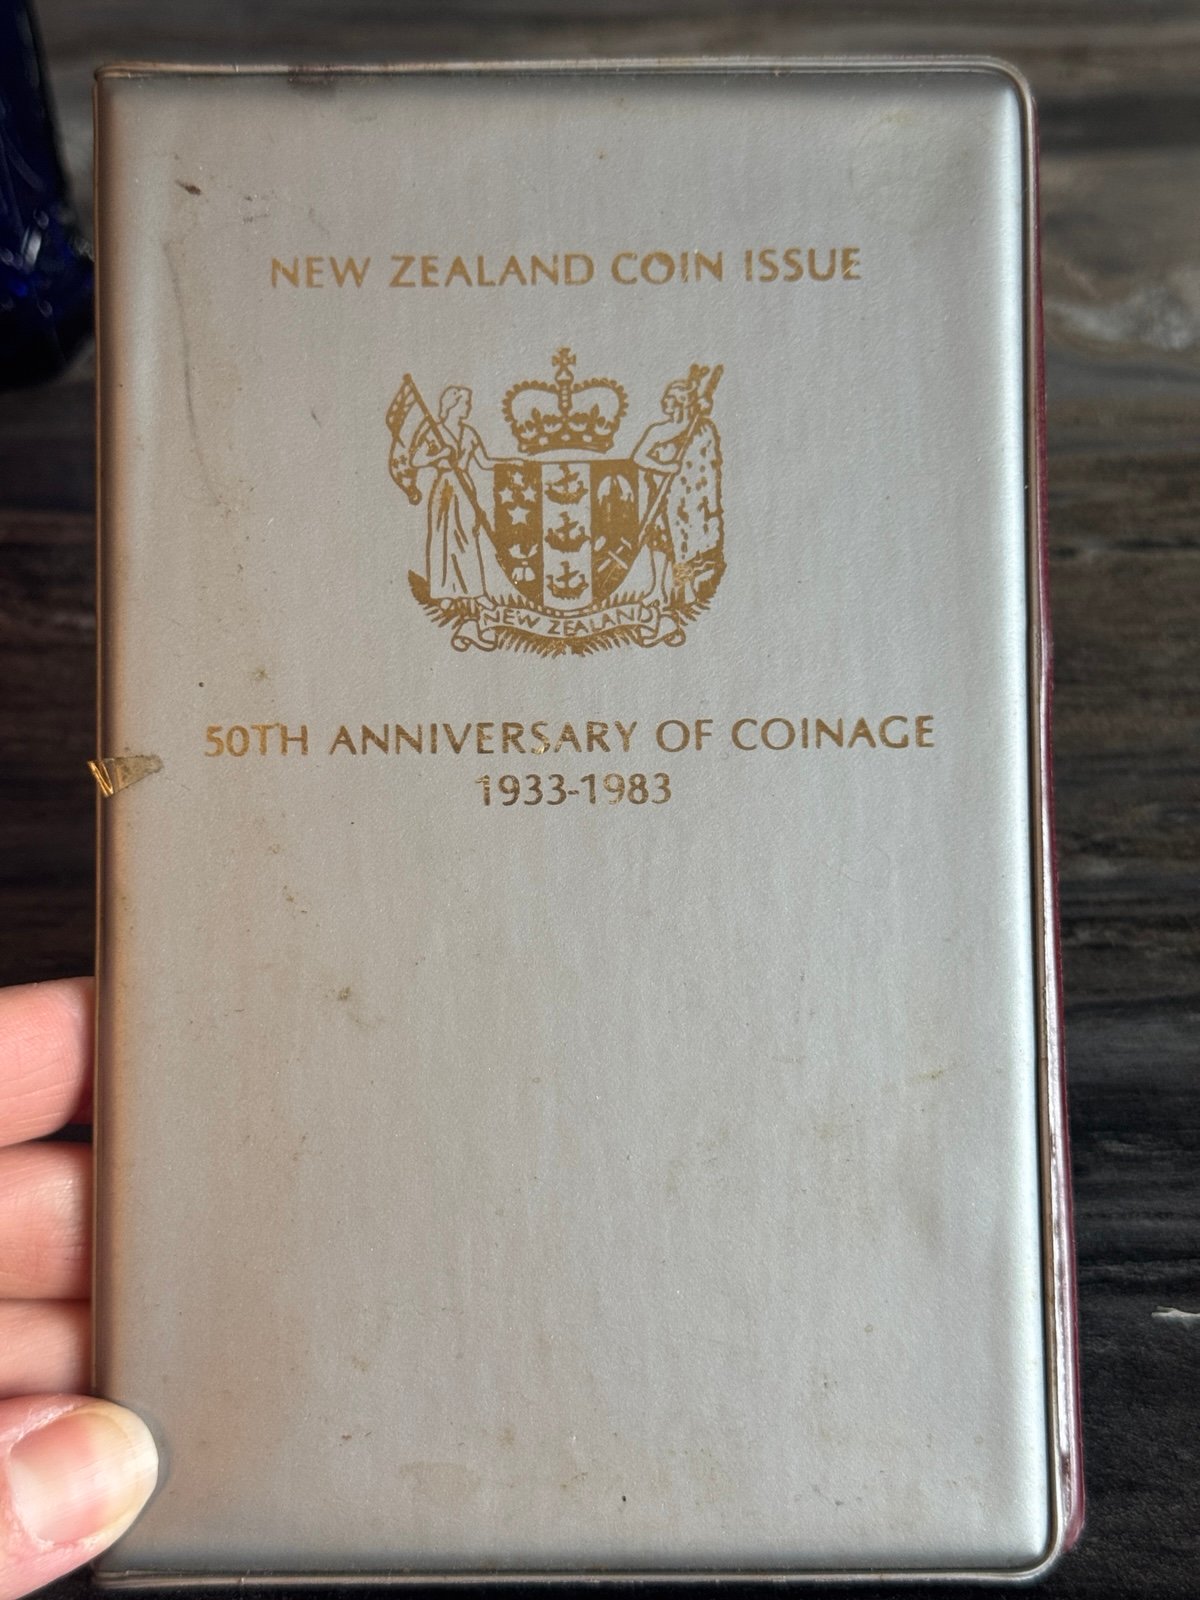 NEW ZEALAND COIN ISSUE
NEW ZEALAND
50TH ANNIVERSARY OF COINAGE
1933-1983